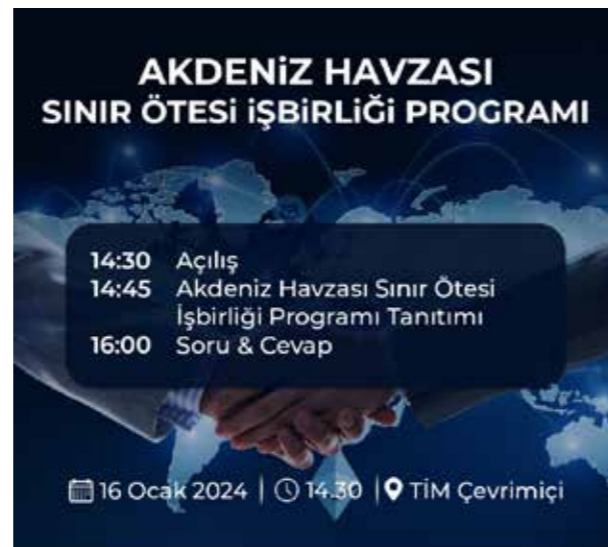 AKDENİZ HAVZASI
SINIR ÖTESİ İŞBİRLİĞİ PROGRAMI
14:30 Açılış
14:45 Akdeniz Havzası Sınır Ötesi
İşbirliği Programı Tanıtımı
16:00 Soru & Cevap
16 Ocak 2024 | 14.30 | TİM Çevrimiçi